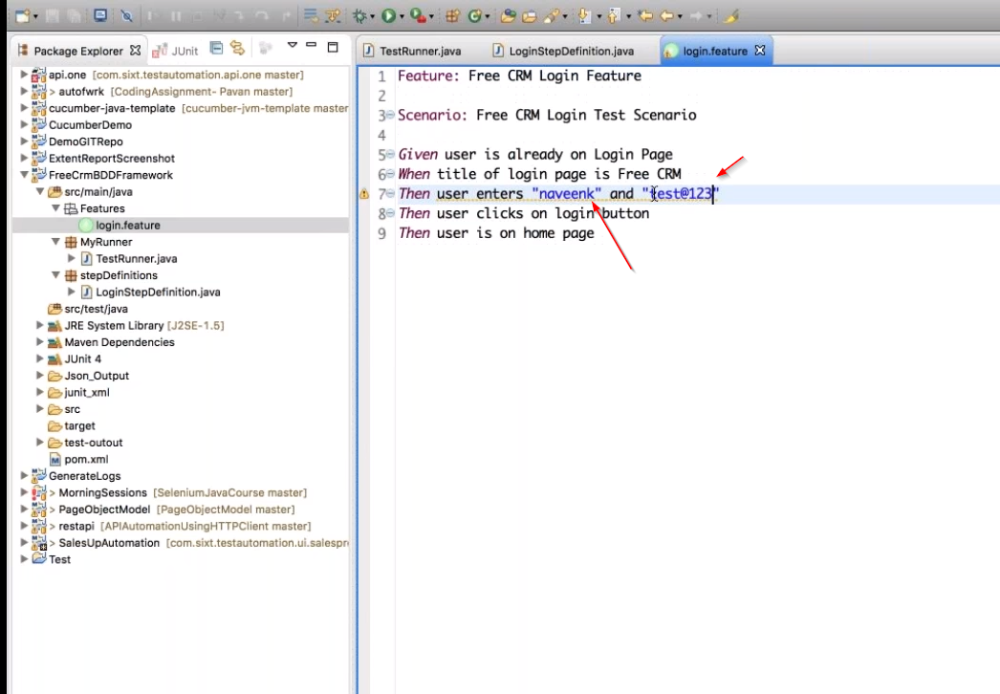 Package Explorer
JUnit
api.one [com.sixt.testautomation.api.one master]
> autofwrk [CodingAssignment- Pavan master]
cucumber-java-template [cucumber-jvm-template master
CucumberDemo
DemoGITRepo
ExtentReportScreenshot
FreeCrmBDDFramework
src/main/java
Features
login.feature
MyRunner
TestRunner.java
stepDefinitions
LoginStepDefinition.java
src/test/java
JRE System Library [J2SE-1.5]
Maven Dependencies
JUnit 4
Json_Output
junit_xml
src
target
test-outout
pom.xml
GenerateLogs
> MorningSessions [SeleniumJavaCourse master]
> PageObjectModel [PageObjectModel master]
> restapi [APIAutomationUsingHTTPClient master]
> SalesUpAutomation [com.sixt.testautomation.ui.salespre
Test
TestRunner.java
LoginStepDefinition.java
login.feature
1 Feature: Free CRM Login Feature
2
3 Scenario: Free CRM Login Test Scenario
4
5 Given user is already on Login Page
6 When title of login page is Free CRM
7 Then user enters "naveenk" and "test@123"
8 Then user clicks on login button
9 Then user is on home page